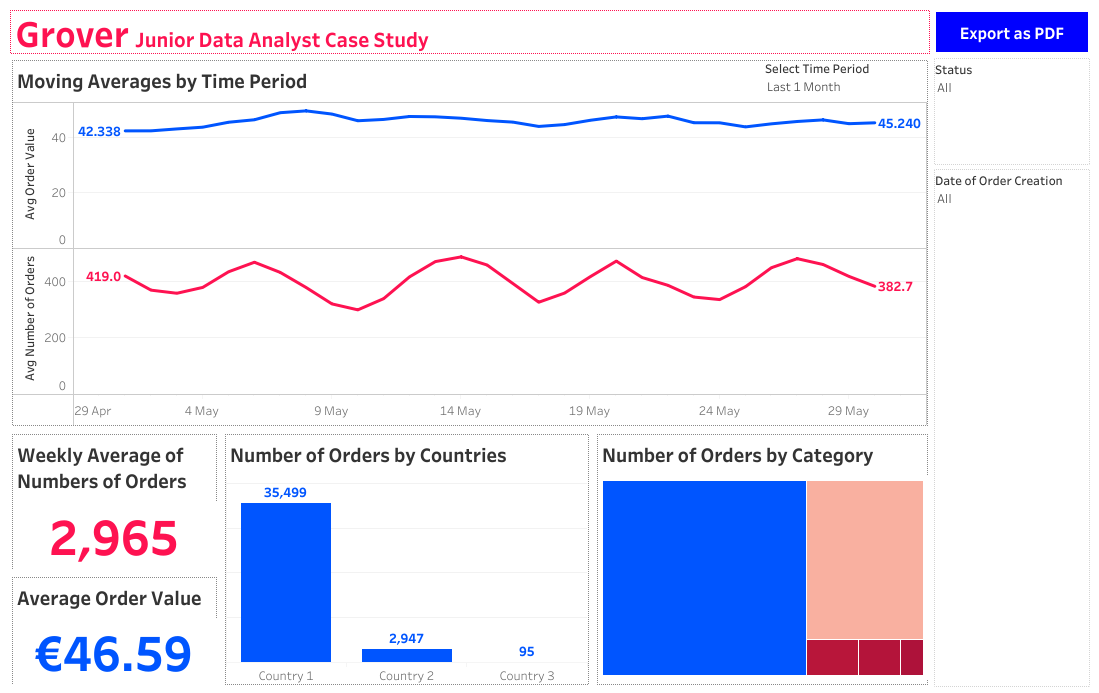 Grover Junior Data Analyst Case Study
Export as PDF
Moving Averages by Time Period
Select Time Period
Last 1 Month
Status
All
Date of Order Creation
All
Avg Order Value
40
20
0
42.338
45.240
Avg Number of Orders
400
200
0
419.0
382.7
29 Apr
4 May
9 May
14 May
19 May
24 May
29 May
Weekly Average of
Numbers of Orders
2,965
Average Order Value
€46.59
Number of Orders by Countries
35,499
2,947
95
Country 1
Country 2
Country 3
Number of Orders by Category